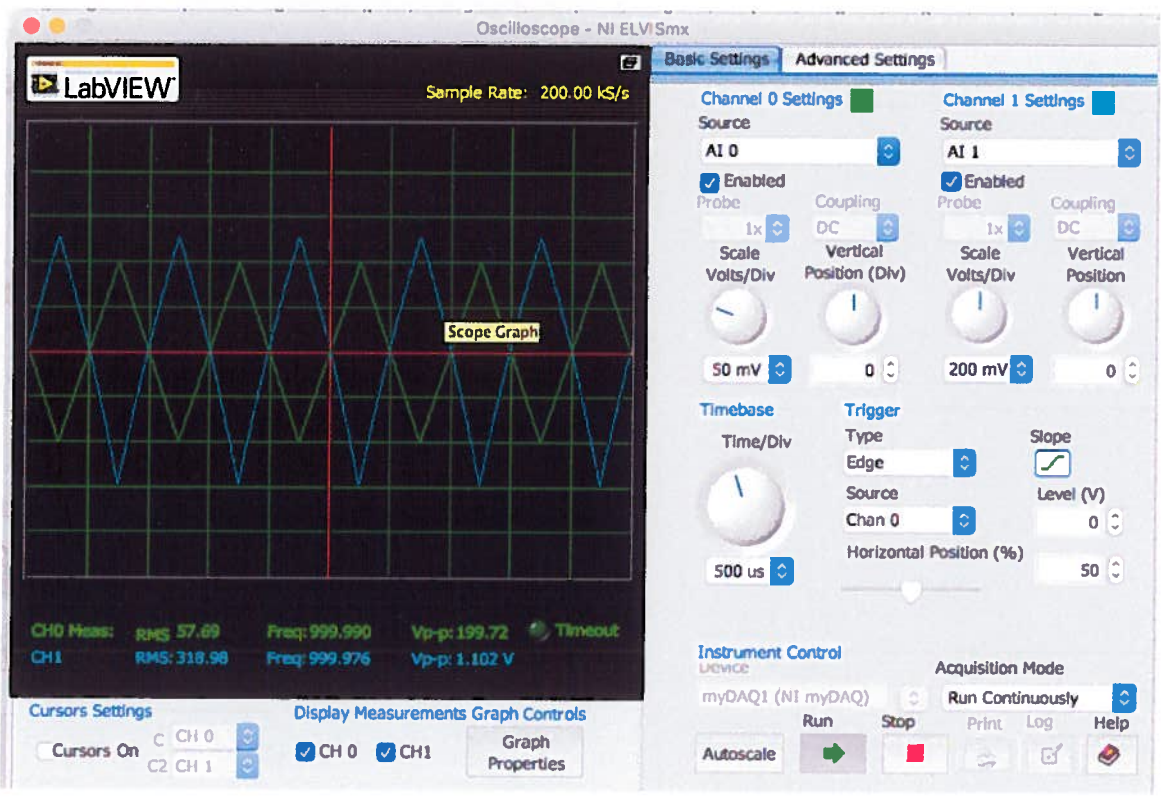 Oscilloscope - NI ELVISmx
LabVIEW
Sample Rate: 200.00 kS/s
Scope Graph
CH0 Meas: RMS 57.69 Freq: 999.990 Vp-p: 199.72 Timeout
CH1 RMS: 318.98 Freq: 999.976 Vp-p: 1.102 V
Cursors Settings
Cursors On
C CH 0
C2 CH 1
Display Measurements
CH 0 CH1
Graph Controls
Graph
Properties
Basic Settings Advanced Settings
Channel 0 Settings
Source
AI 0
Enabled
Probe Coupling
1x DC
Scale Vertical
Volts/Div Position (Div)
50 mV 0
Channel 1 Settings
Source
AI 1
Enabled
Probe Coupling
1x DC
Scale Vertical
Volts/Div Position
200 mV 0
Timebase
Time/Div
500 us
Trigger
Type Slope
Edge
Source Level (V)
Chan 0 0
Horizontal Position (%)
50
Instrument Control
Device Acquisition Mode
myDAQ1 (NI myDAQ) Run Continuously
Run Stop Print Log Help
Autoscale